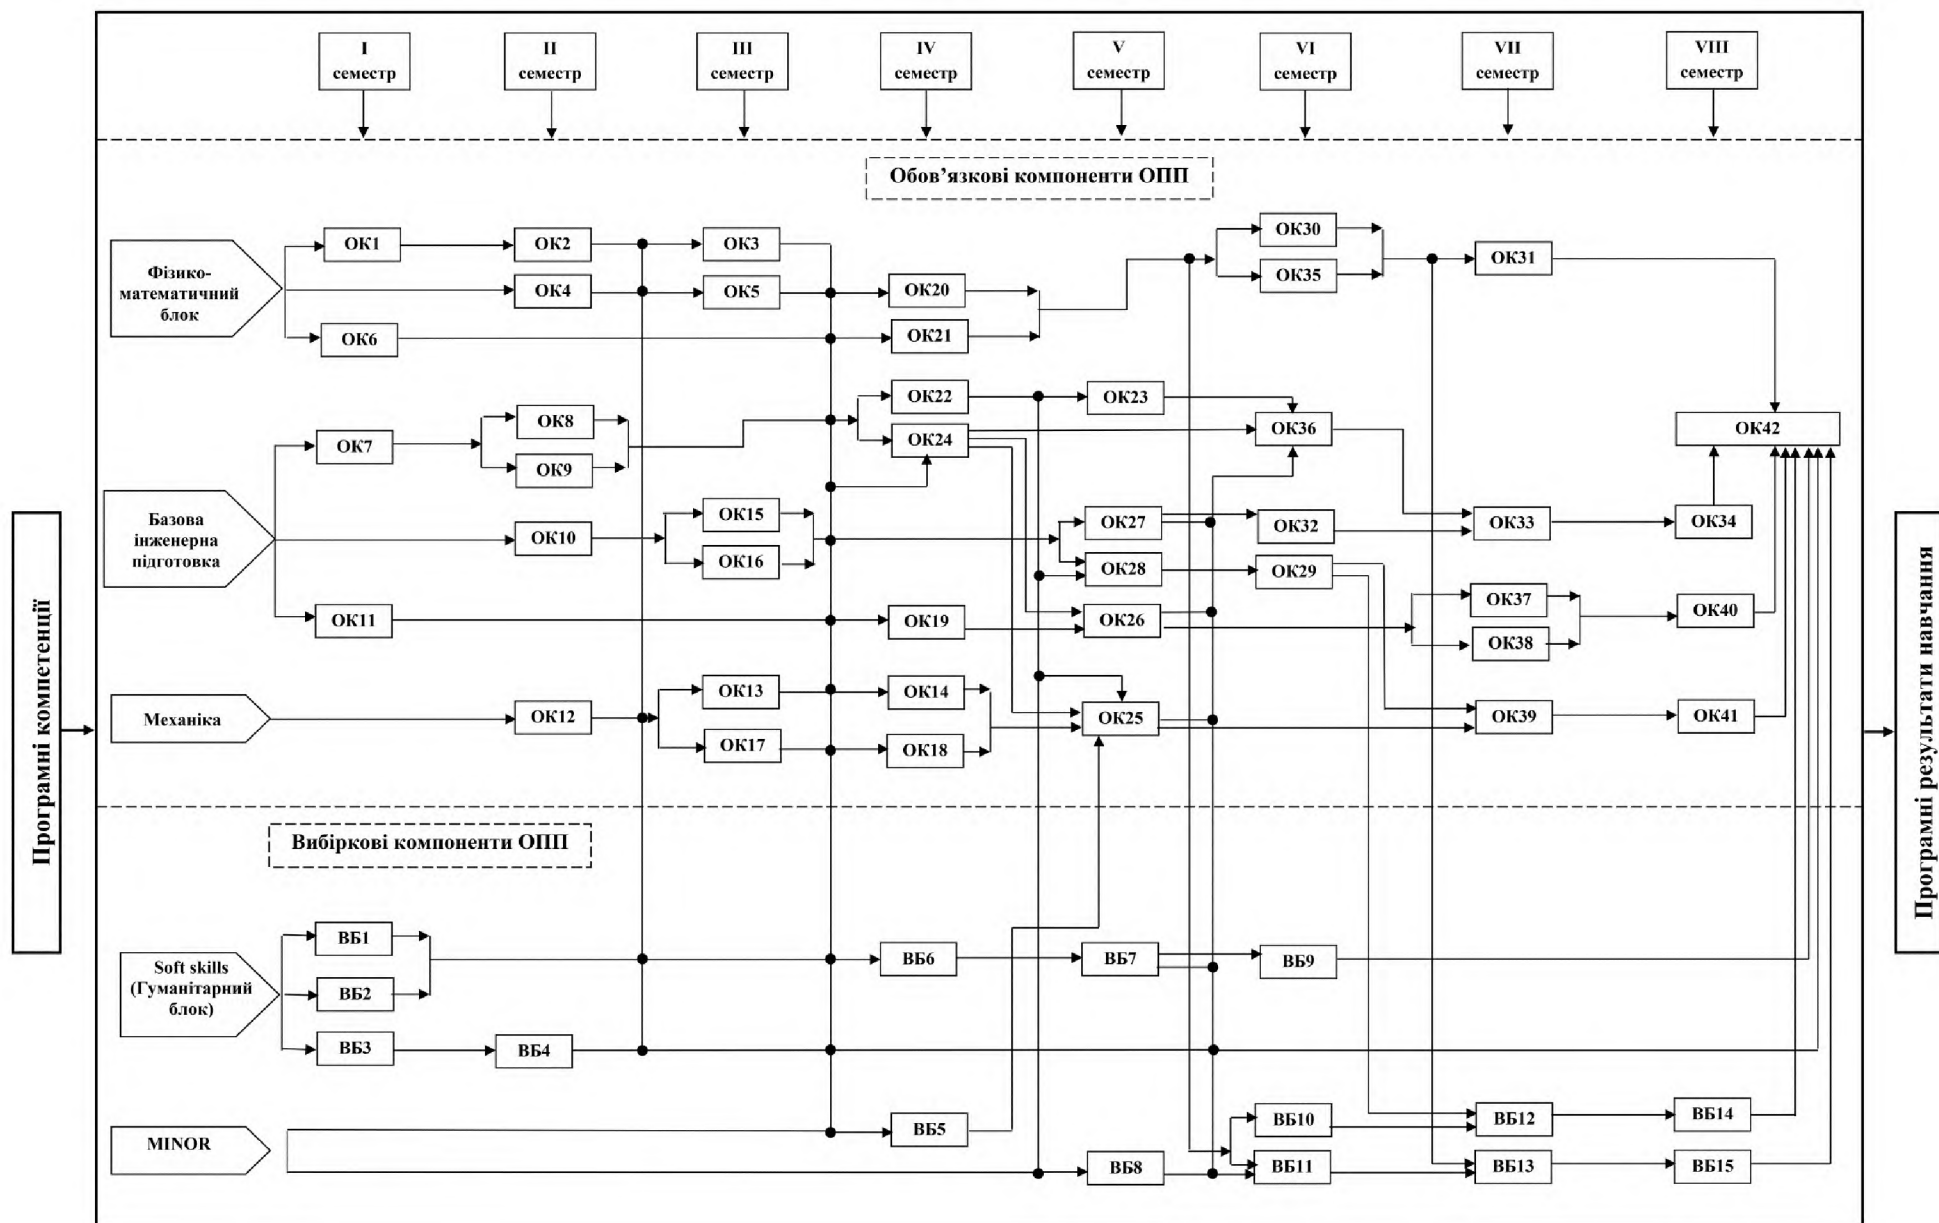 I
семестр
II
семестр
III
семестр
IV
семестр
V
семестр
VI
семестр
VII
семестр
VIII
семестр
Обов’язкові компоненти ОПП
Фізико-
математичний
блок
ОК1
ОК2
ОК3
ОК4
ОК5
ОК6
ОК20
ОК21
ОК30
ОК35
ОК31
Базова
інженерна
підготовка
ОК7
ОК8
ОК9
ОК10
ОК15
ОК16
ОК11
ОК22
ОК24
ОК23
ОК36
ОК42
ОК27
ОК28
ОК32
ОК29
ОК33
ОК34
ОК19
ОК26
ОК37
ОК38
ОК40
Механіка
ОК12
ОК13
ОК17
ОК14
ОК18
ОК25
ОК39
ОК41
Програмні компетенції
Програмні результати навчання
Вибіркові компоненти ОПП
Soft skills
(Гуманітарний
блок)
ВБ1
ВБ2
ВБ3
ВБ4
ВБ6
ВБ7
ВБ9
MINOR
ВБ5
ВБ8
ВБ10
ВБ11
ВБ12
ВБ13
ВБ14
ВБ15